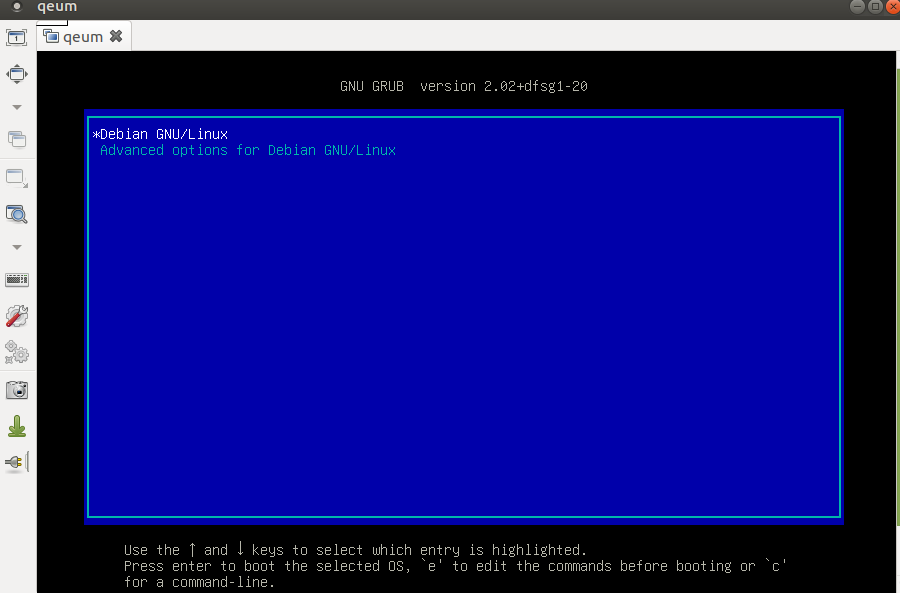 qeum
qeum
GNU GRUB version 2.02+dfsg1-20
*Debian GNU/Linux
Advanced options for Debian GNU/Linux
Use the ↑ and ↓ keys to select which entry is highlighted.
Press enter to boot the selected OS, `e' to edit the commands before booting or `c'
for a command-line.